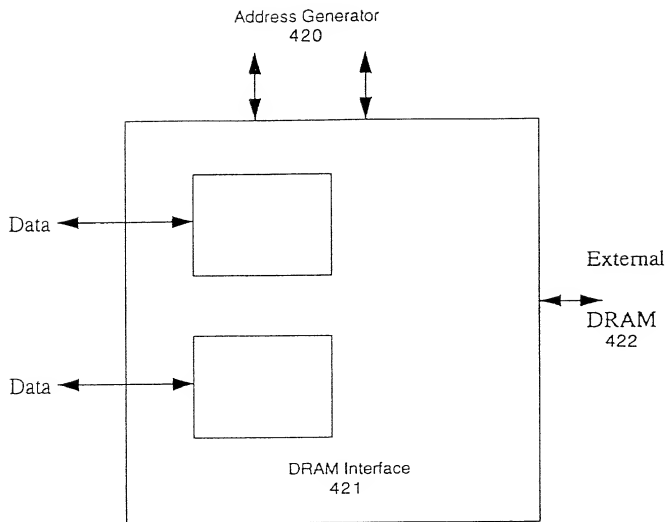 Address Generator
420
Data
External
DRAM
422
Data
DRAM Interface
421